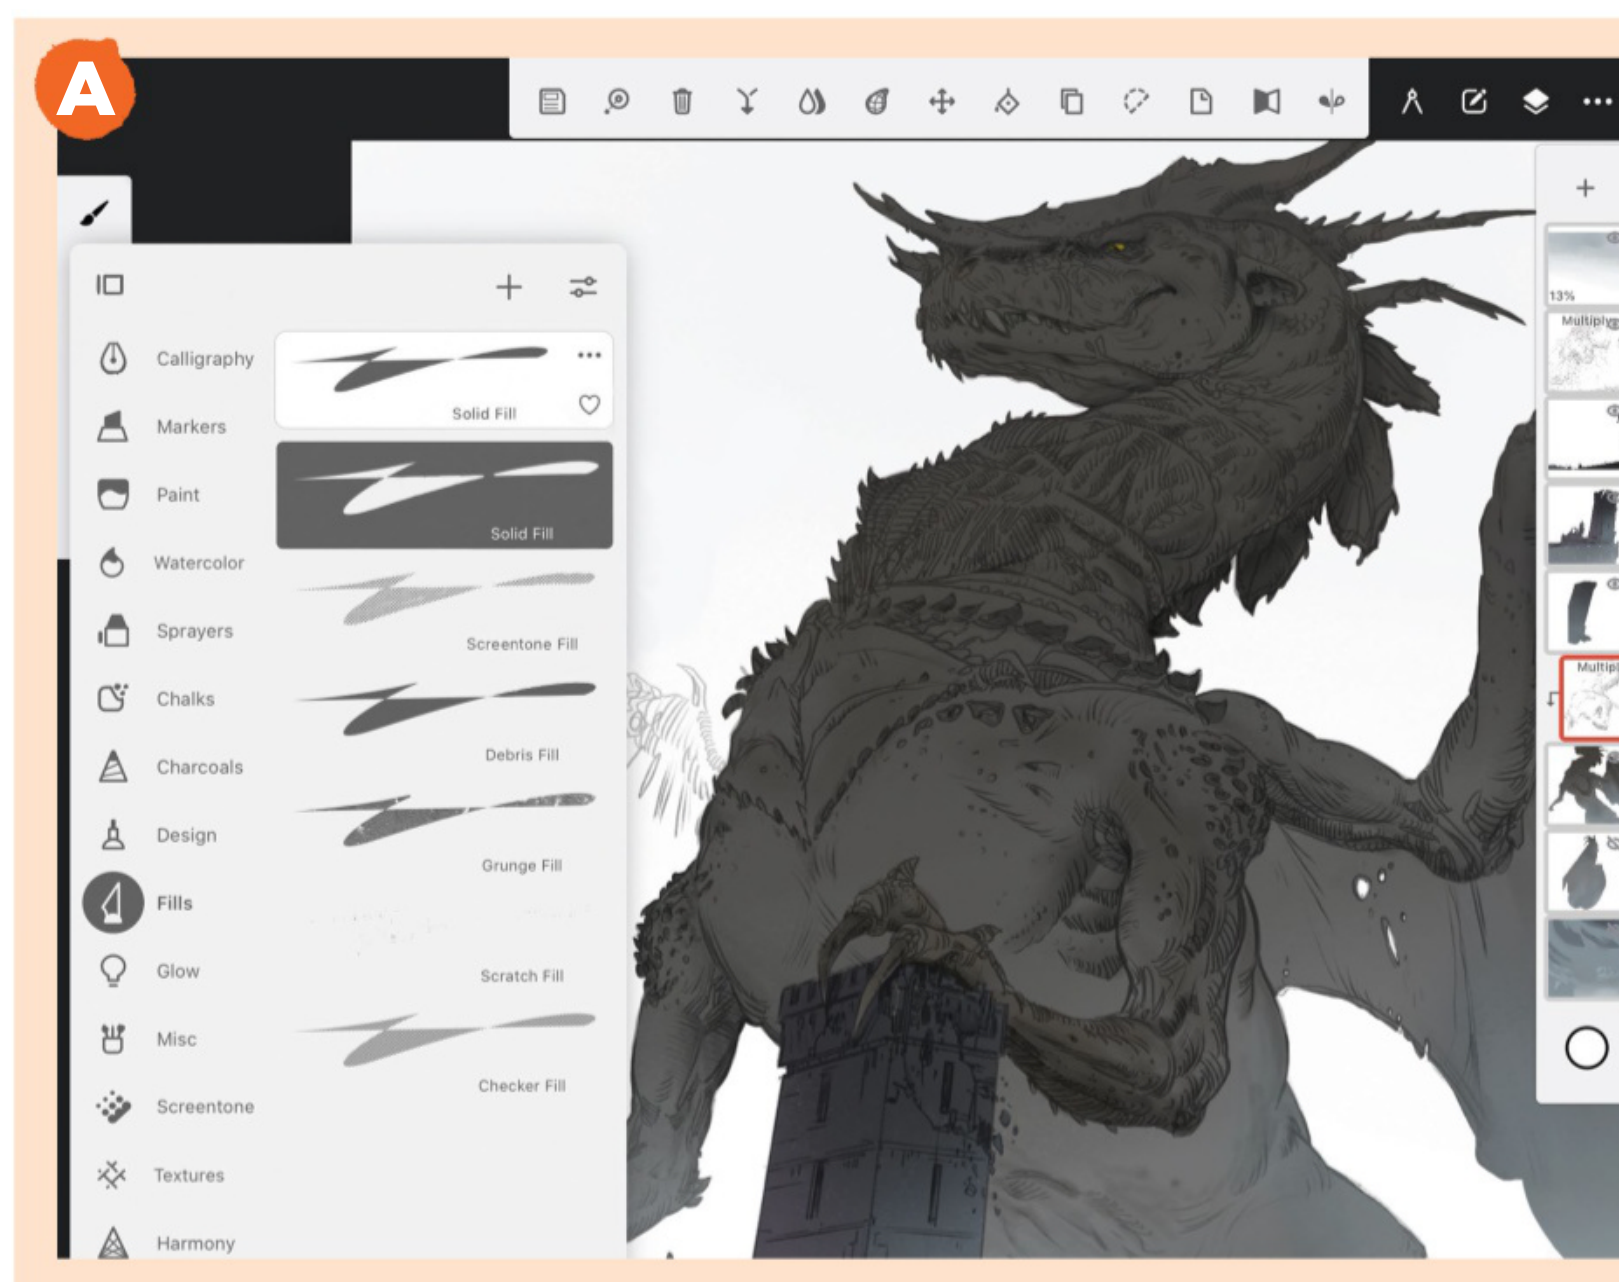 A
Calligraphy
Markers
Paint
Watercolor
Sprayers
Chalks
Charcoals
Design
Fills
Glow
Misc
Screentone
Textures
Harmony
Solid Fill
Solid Fill
Screentone Fill
Debris Fill
Grunge Fill
Scratch Fill
Checker Fill
13%
Multiply
Multip